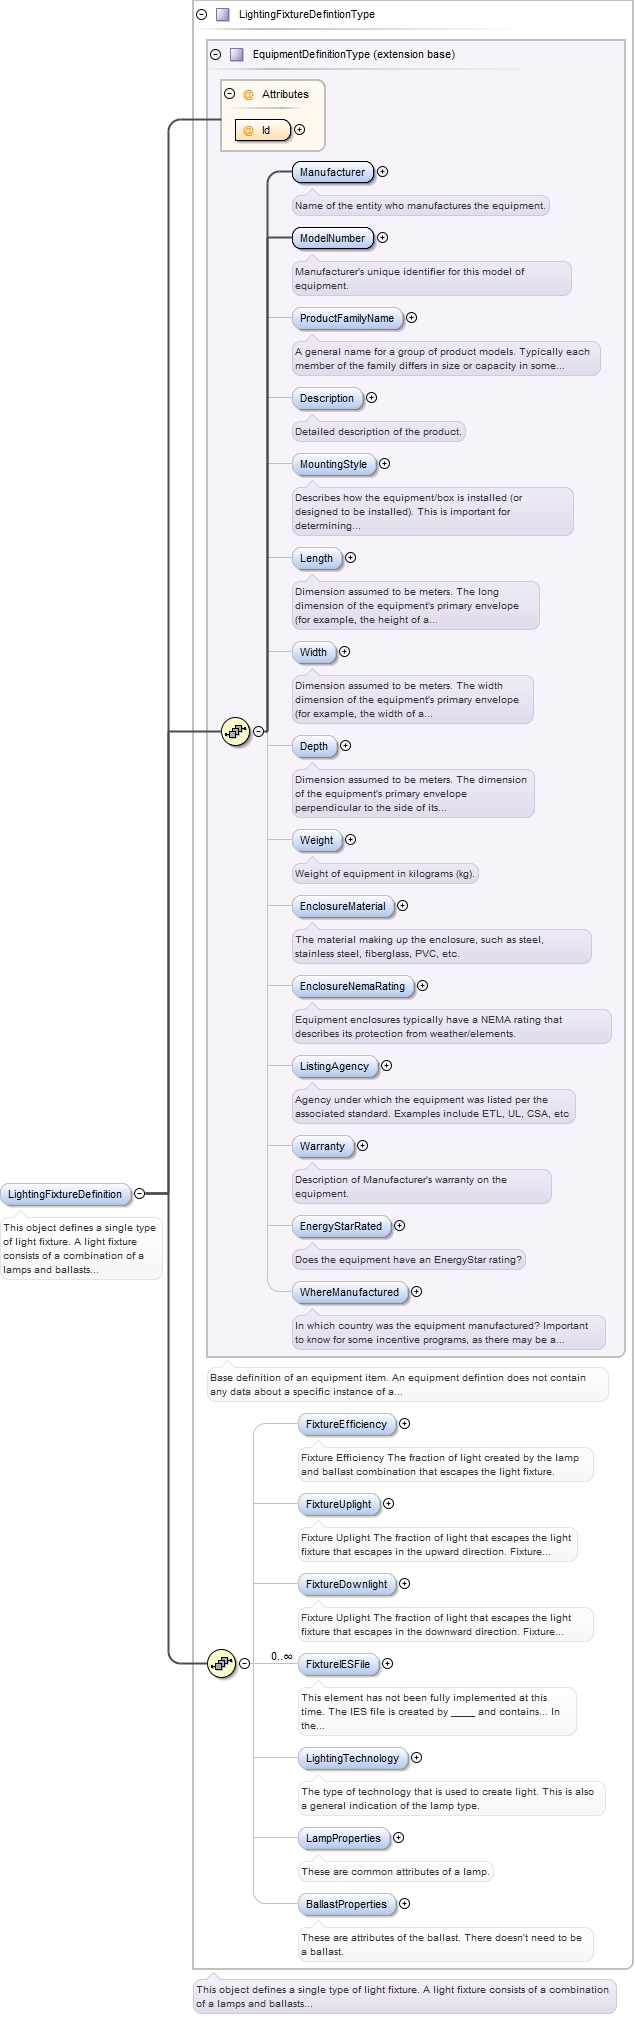 LightingFixtureDefintionType
EquipmentDefinitionType (extension base)
@ Attributes
@ Id
Manufacturer
Name of the entity who manufactures the equipment.
ModelNumber
Manufacturer's unique identifier for this model of
equipment.
ProductFamilyName
A general name for a group of product models. Typically each
member of the family differs in size or capacity in some...
Description
Detailed description of the product.
MountingStyle
Describes how the equipment/box is installed (or
designed to be installed). This is important for
determining...
Length
Dimension assumed to be meters. The long
dimension of the equipment's primary envelope
(for example, the height of a...
Width
Dimension assumed to be meters. The width
dimension of the equipment's primary envelope
(for example, the width of a...
Depth
Dimension assumed to be meters. The dimension
of the equipment's primary envelope
perpendicular to the side of its...
Weight
Weight of equipment in kilograms (kg).
EnclosureMaterial
The material making up the enclosure, such as steel,
stainless steel, fiberglass, PVC, etc.
EnclosureNemaRating
Equipment enclosures typically have a NEMA rating that
describes its protection from weather/elements.
ListingAgency
Agency under which the equipment was listed per the
associated standard. Examples include ETL, UL, CSA, etc
Warranty
Description of Manufacturer's warranty on the
equipment.
LightingFixtureDefinition
This object defines a single type
of light fixture. A light fixture
consists of a combination of a
lamps and ballasts...
EnergyStarRated
Does the equipment have an EnergyStar rating?
WhereManufactured
In which country was the equipment manufactured? Important
to know for some incentive programs, as there may be a...
Base definition of an equipment item. An equipment defintion does not contain
any data about a specific instance of a...
FixtureEfficiency
Fixture Efficiency The fraction of light created by the lamp
and ballast combination that escapes the light fixture.
FixtureUplight
Fixture Uplight The fraction of light that escapes the light
fixture that escapes in the upward direction. Fixture...
FixtureDownlight
Fixture Uplight The fraction of light that escapes the light
fixture that escapes in the downward direction. Fixture...
0..∞
FixtureIESFile
This element has not been fully implemented at this
time. The IES file is created by _____ and contains... In
the...
LightingTechnology
The type of technology that is used to create light. This is also
a general indication of the lamp type.
LampProperties
These are common attributes of a lamp.
BallastProperties
These are attributes of the ballast. There doesn't need to be
a ballast.
This object defines a single type of light fixture. A light fixture consists of a combination
of a lamps and ballasts...